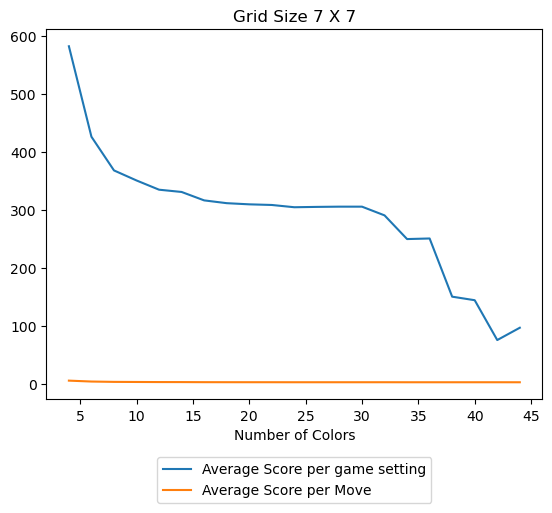 Grid Size 7 X 7
600
500
400
300
200
100
0
5 10 15 20 25 30 35 40 45
Number of Colors
Average Score per game setting
Average Score per Move